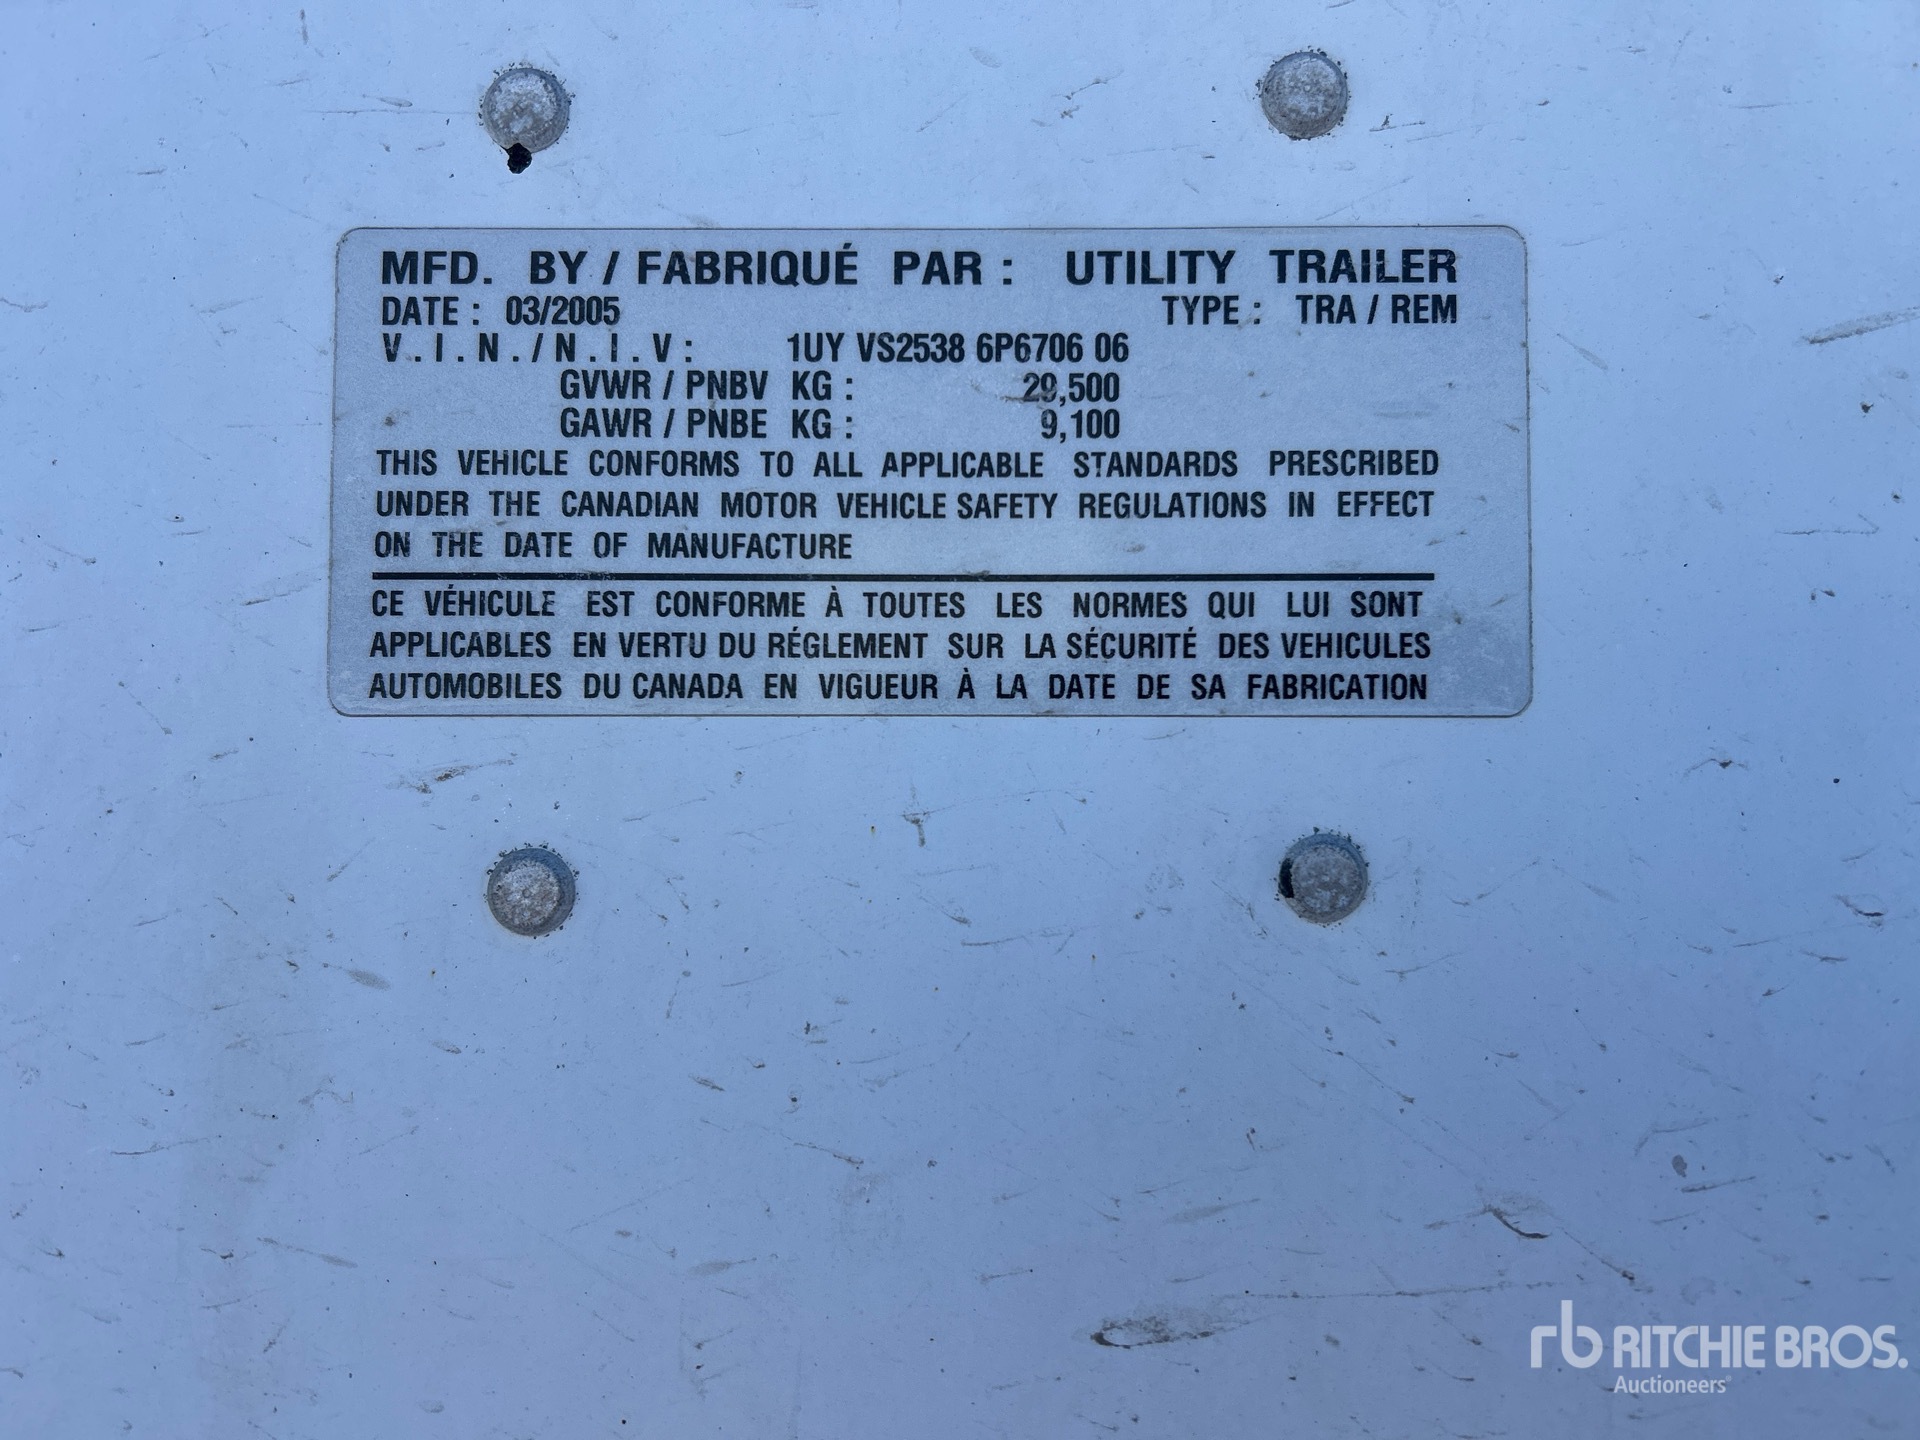 MFD. BY / FABRIQUÉ PAR : UTILITY TRAILER
DATE : 03/2005 TYPE : TRA / REM
V.I.N./N.I.V: 1UY VS2538 6P6706 06
GVWR / PNBV KG : 29,500
GAWR / PNBE KG : 9,100
THIS VEHICLE CONFORMS TO ALL APPLICABLE STANDARDS PRESCRIBED
UNDER THE CANADIAN MOTOR VEHICLE SAFETY REGULATIONS IN EFFECT
ON THE DATE OF MANUFACTURE
CE VÉHICULE EST CONFORME À TOUTES LES NORMES QUI LUI SONT
APPLICABLES EN VERTU DU RÉGLEMENT SUR LA SÉCURITÉ DES VEHICULES
AUTOMOBILES DU CANADA EN VIGUEUR À LA DATE DE SA FABRICATION
rb RITCHIE BROS.
Auctioneers